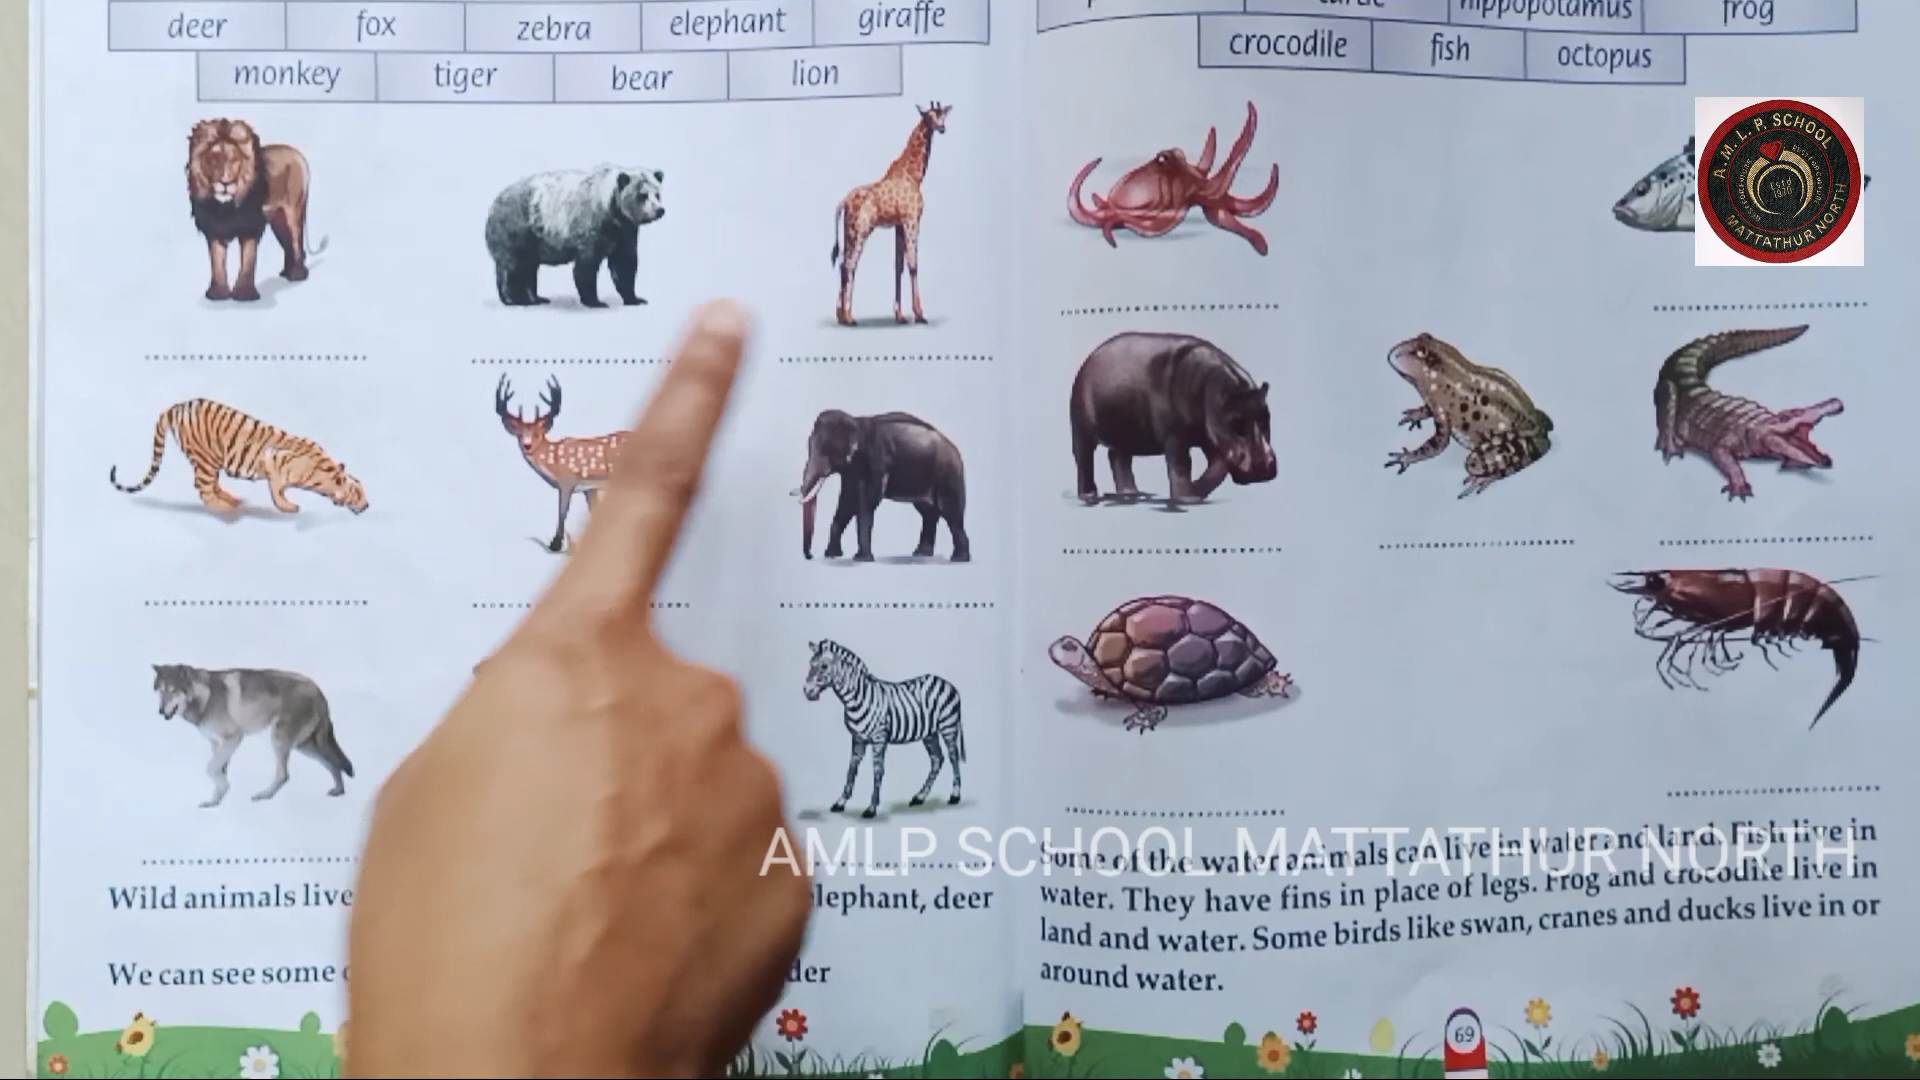 deer fox zebra elephant giraffe
monkey tiger bear lion
Wild animals live
elephant, deer
We can see some
hippopotamus frog
crocodile fish octopus
A.M.L.P. SCHOOL
MATTATHUR NORTH
AMLP SCHOOL MATTATHUR NORTH
Some of the water animals can live in water and land. Fish live in
water. They have fins in place of legs. Frog and crocodile live in
land and water. Some birds like swan, cranes and ducks live in or
around water.
69